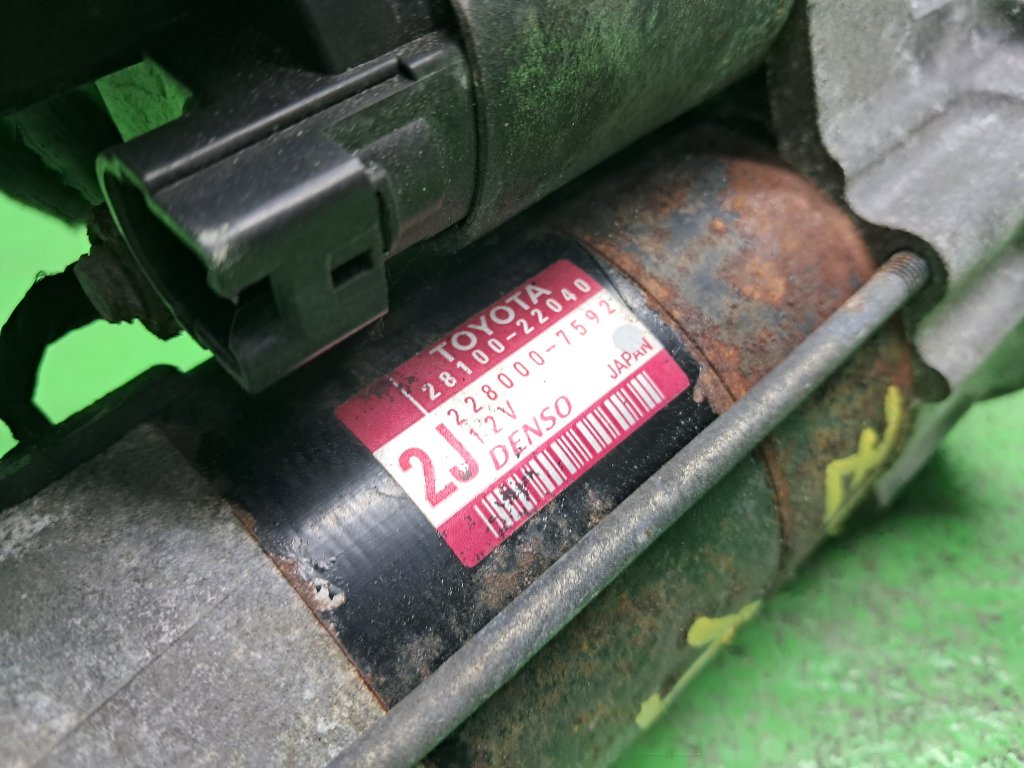 TOYOTA
28100-22040
228000-7592
12V
2J
DENSO
JAPAN